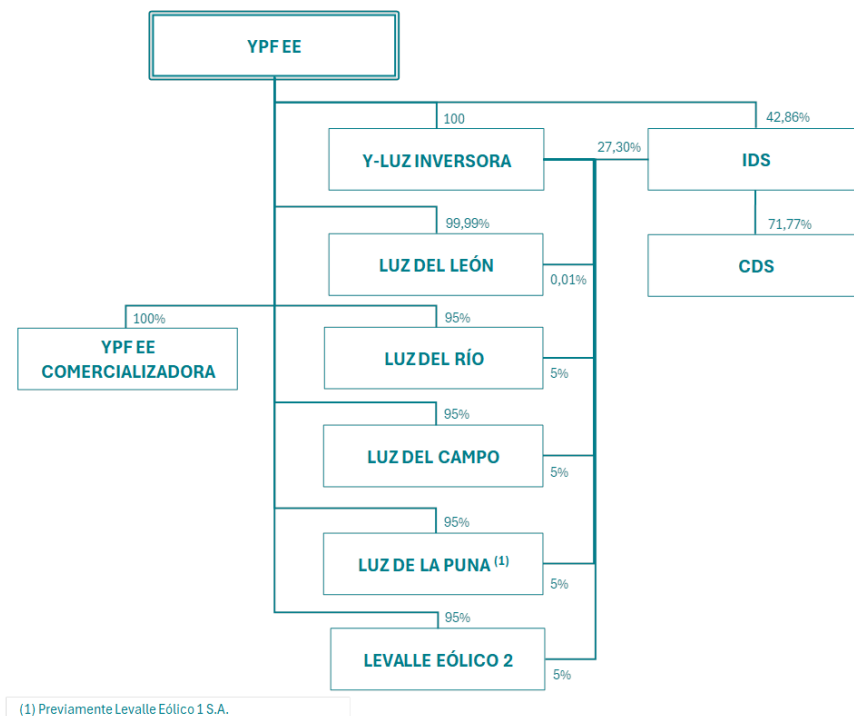 YPF EE
100
42,86%
Y-LUZ INVERSORA
27,30%
IDS
99,99%
71,77%
LUZ DEL LEÓN
0,01%
CDS
100%
95%
YPF EE
COMERCIALIZADORA
LUZ DEL RÍO
5%
95%
LUZ DEL CAMPO
5%
95%
LUZ DE LA PUNA (1)
5%
95%
LEVALLE EÓLICO 2
5%
(1) Previamente Levalle Eólico 1 S.A.